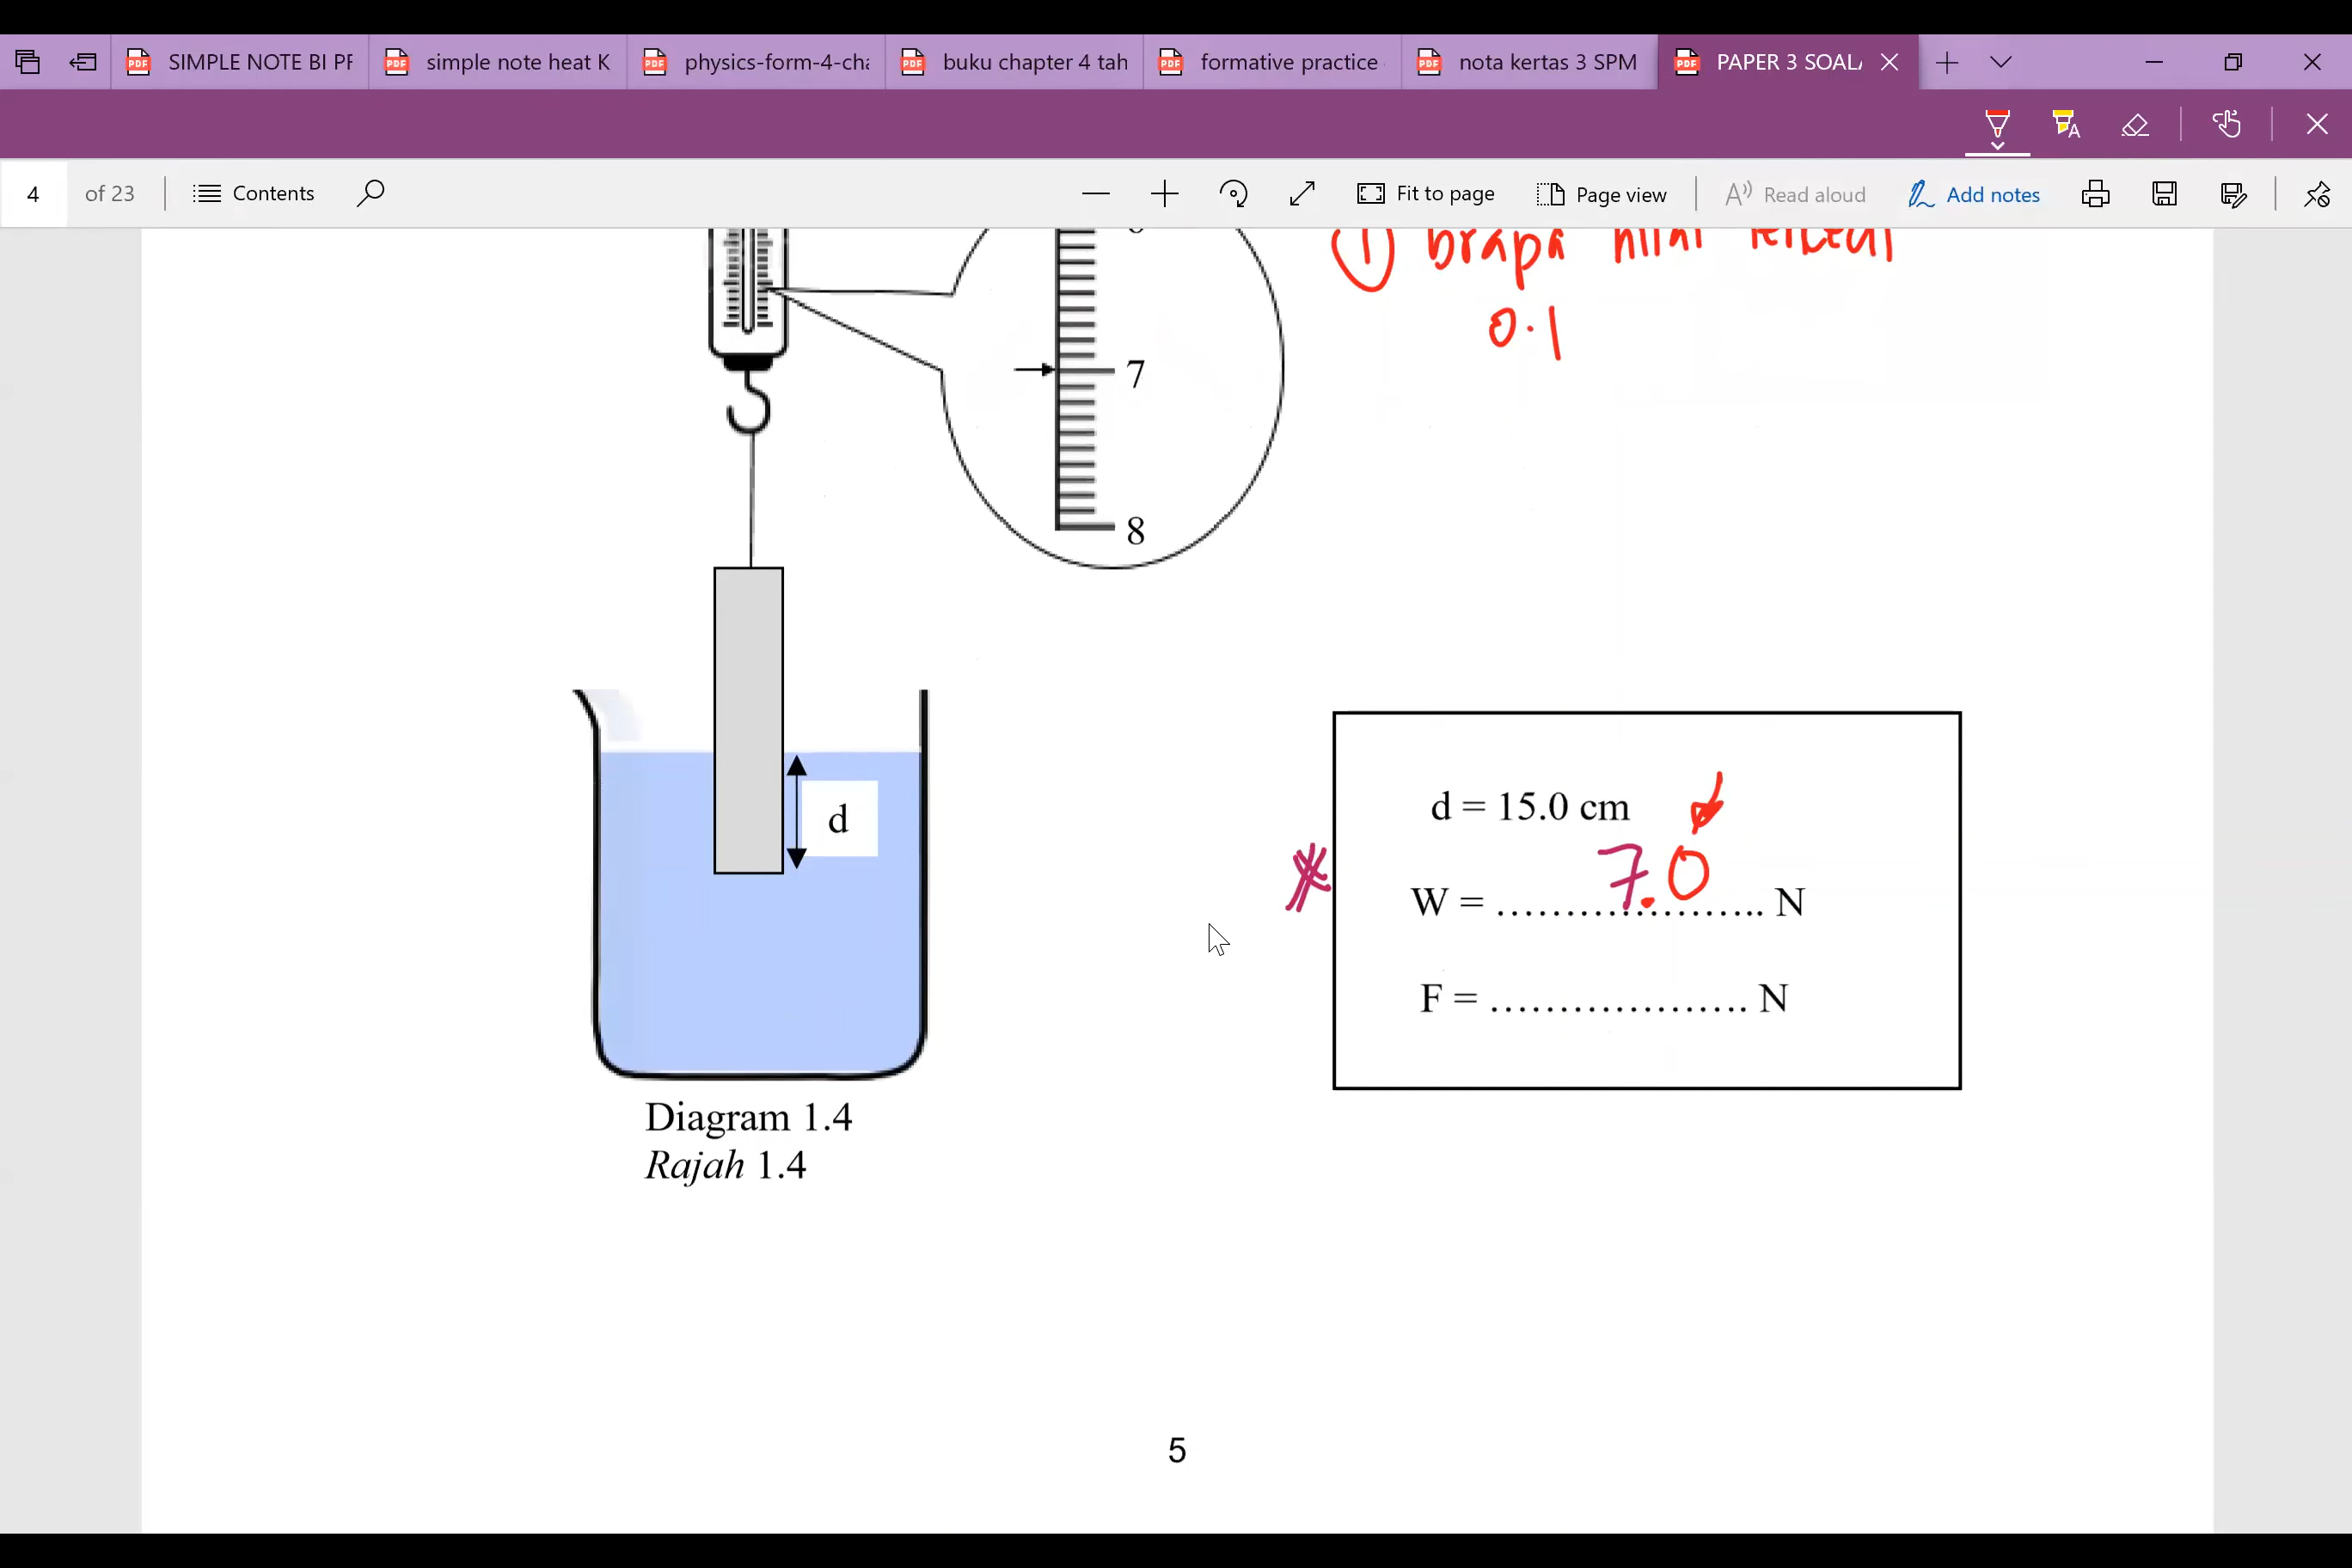 SIMPLE NOTE BI PF
simple note heat K
physics-form-4-cha
buku chapter 4 tah
formative practice
nota kertas 3 SPM
PAPER 3 SOAL
4 of 23
Contents
Fit to page
Page view
Read aloud
Add notes
1 brapa
0.1
7
8
d
d = 15.0 cm
W = 7.0 N
F = ................... N
Diagram 1.4
Rajah 1.4
5